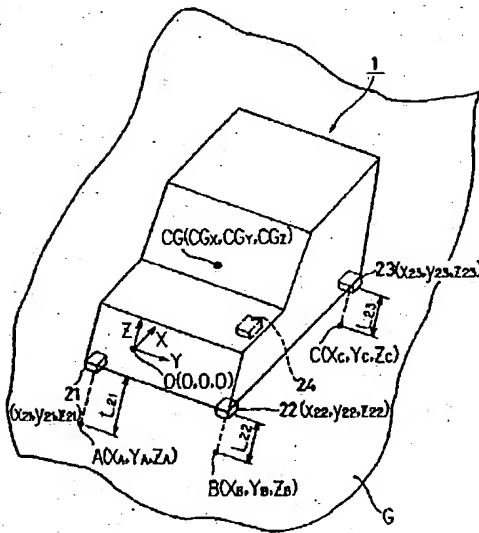 1
CG(CGX,CGY,CGZ)
23(X23,Y23,Z23)
L23
C(XC,YC,ZC)
Z
X
Y
24
O(0,0,0)
21
(X21,Y21,Z21)
L21
22(X22,Y22,Z22)
L22
A(XA,YA,ZA)
B(XB,YB,ZB)
G